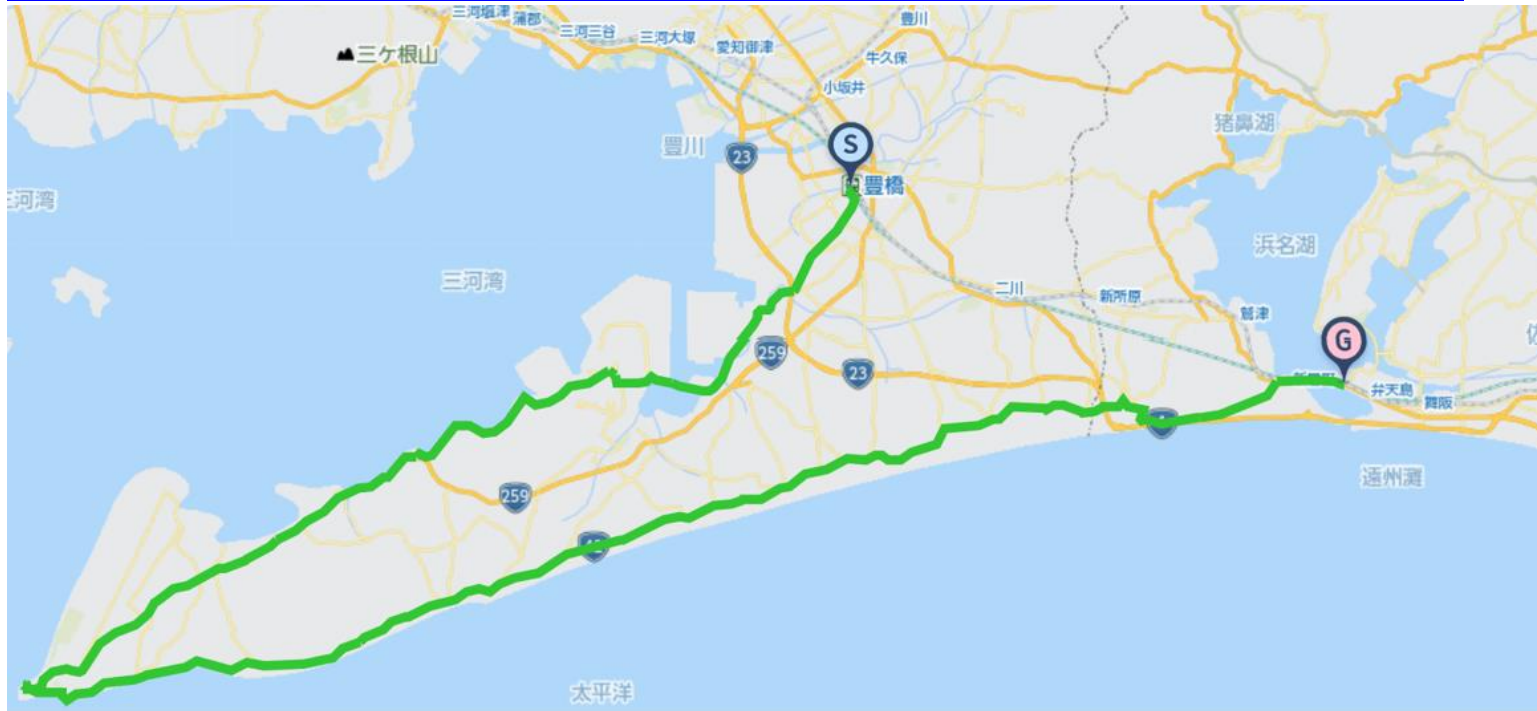 三河塩津
蒲郡
三河三谷
三河大塚
愛知御津
豊川
牛久保
小坂井
三ケ根山
猪鼻湖
豊川
23
S
豊橋
三河湾
三河湾
浜名湖
二川
新所原
鷲津
G
259
23
弁天島
舞阪
1
遠州灘
259
42
太平洋